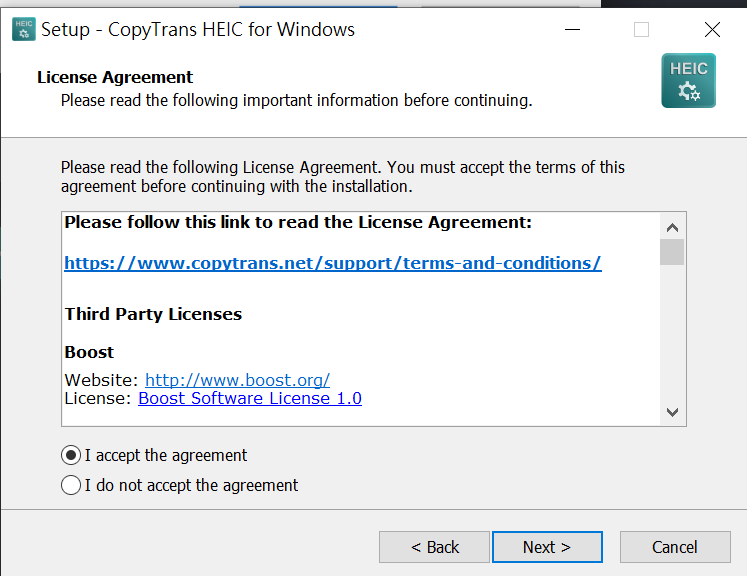 HEIC
Setup - CopyTrans HEIC for Windows
License Agreement
Please read the following important information before continuing.
HEIC
Please read the following License Agreement. You must accept the terms of this
agreement before continuing with the installation.
Please follow this link to read the License Agreement:
https://www.copytrans.net/support/terms-and-conditions/
Third Party Licenses
Boost
Website: http://www.boost.org/
License: Boost Software License 1.0
I accept the agreement
I do not accept the agreement
< Back
Next >
Cancel